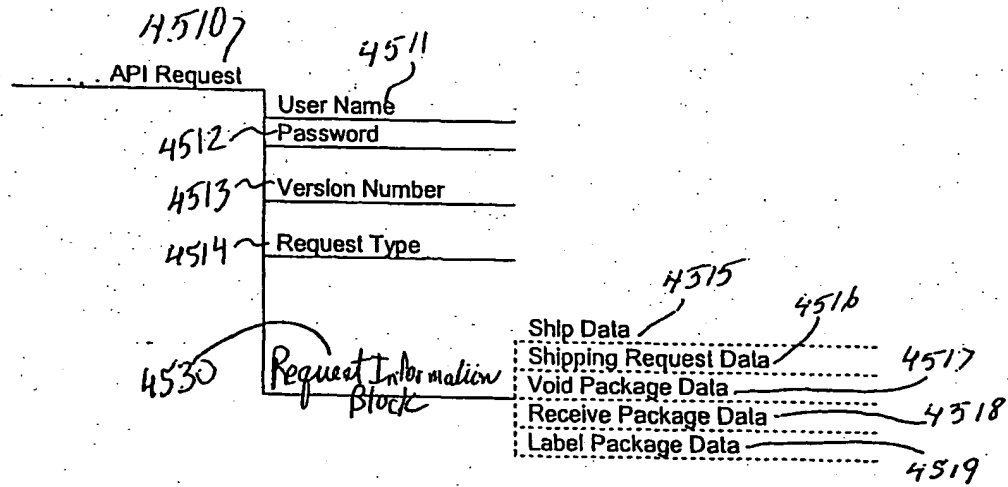 4510
API Request
4511
User Name
4512 Password
4513 Version Number
4514 Request Type
4515
Ship Data
4516
Shipping Request Data
4517
Void Package Data
4530 Request Information Block
Receive Package Data 4518
Label Package Data
4519